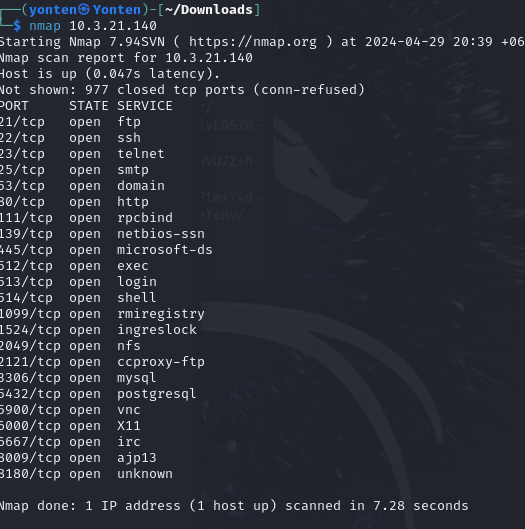 ┌──(yonten㉿Yonten)-[~/Downloads]
└─$ nmap 10.3.21.140
Starting Nmap 7.94SVN ( https://nmap.org ) at 2024-04-29 20:39 +06
Nmap scan report for 10.3.21.140
Host is up (0.047s latency).
Not shown: 977 closed tcp ports (conn-refused)
PORT     STATE SERVICE
21/tcp   open  ftp
22/tcp   open  ssh
23/tcp   open  telnet
25/tcp   open  smtp
53/tcp   open  domain
80/tcp   open  http
111/tcp  open  rpcbind
139/tcp  open  netbios-ssn
445/tcp  open  microsoft-ds
512/tcp  open  exec
513/tcp  open  login
514/tcp  open  shell
1099/tcp open  rmiregistry
1524/tcp open  ingreslock
2049/tcp open  nfs
2121/tcp open  ccproxy-ftp
3306/tcp open  mysql
5432/tcp open  postgresql
5900/tcp open  vnc
6000/tcp open  X11
6667/tcp open  irc
8009/tcp open  ajp13
8180/tcp open  unknown
Nmap done: 1 IP address (1 host up) scanned in 7.28 seconds